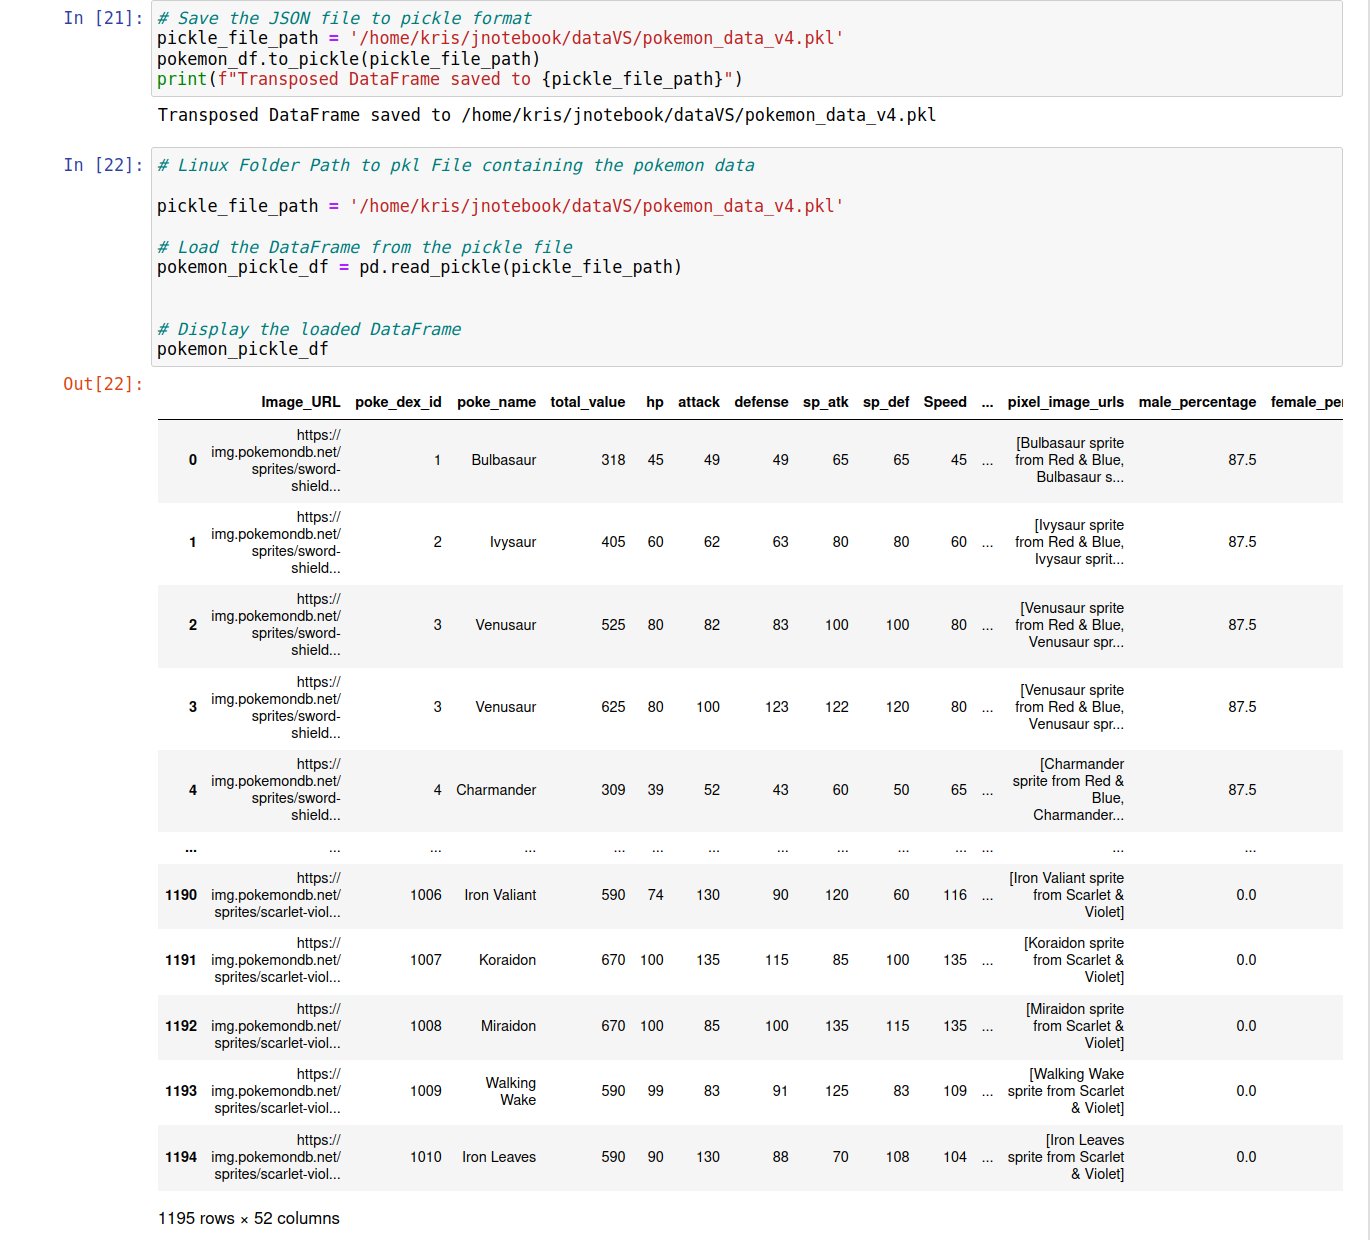 In [21]: # Save the JSON file to pickle format
pickle_file_path = '/home/kris/jnotebook/dataVS/pokemon_data_v4.pkl'
pokemon_df.to_pickle(pickle_file_path)
print(f"Transposed DataFrame saved to {pickle_file_path}")
Transposed DataFrame saved to /home/kris/jnotebook/dataVS/pokemon_data_v4.pkl
In [22]: # Linux Folder Path to pkl File containing the pokemon data
pickle_file_path = '/home/kris/jnotebook/dataVS/pokemon_data_v4.pkl'
# Load the DataFrame from the pickle file
pokemon_pickle_df = pd.read_pickle(pickle_file_path)
# Display the loaded DataFrame
pokemon_pickle_df
Out[22]:
Image_URL poke_dex_id poke_name total_value hp attack defense sp_atk sp_def Speed ... pixel_image_urls male_percentage female_per
0 https://img.pokemondb.net/sprites/sword-shield... 1 Bulbasaur 318 45 49 49 65 65 45 ... [Bulbasaur sprite from Red & Blue, Bulbasaur s... 87.5
1 https://img.pokemondb.net/sprites/sword-shield... 2 Ivysaur 405 60 62 63 80 80 60 ... [Ivysaur sprite from Red & Blue, Ivysaur sprit... 87.5
2 https://img.pokemondb.net/sprites/sword-shield... 3 Venusaur 525 80 82 83 100 100 80 ... [Venusaur sprite from Red & Blue, Venusaur spr... 87.5
3 https://img.pokemondb.net/sprites/sword-shield... 3 Venusaur 625 80 100 123 122 120 80 ... [Venusaur sprite from Red & Blue, Venusaur spr... 87.5
4 https://img.pokemondb.net/sprites/sword-shield... 4 Charmander 309 39 52 43 60 50 65 ... [Charmander sprite from Red & Blue, Charmander... 87.5
... ... ... ... ... ... ... ... ... ... ... ... ... ...
1190 https://img.pokemondb.net/sprites/scarlet-viol... 1006 Iron Valiant 590 74 130 90 120 60 116 ... [Iron Valiant sprite from Scarlet & Violet] 0.0
1191 https://img.pokemondb.net/sprites/scarlet-viol... 1007 Koraidon 670 100 135 115 85 100 135 ... [Koraidon sprite from Scarlet & Violet] 0.0
1192 https://img.pokemondb.net/sprites/scarlet-viol... 1008 Miraidon 670 100 85 100 135 115 135 ... [Miraidon sprite from Scarlet & Violet] 0.0
1193 https://img.pokemondb.net/sprites/scarlet-viol... 1009 Walking Wake 590 99 83 91 125 83 109 ... [Walking Wake sprite from Scarlet & Violet] 0.0
1194 https://img.pokemondb.net/sprites/scarlet-viol... 1010 Iron Leaves 590 90 130 88 70 108 104 ... [Iron Leaves sprite from Scarlet & Violet] 0.0
1195 rows × 52 columns